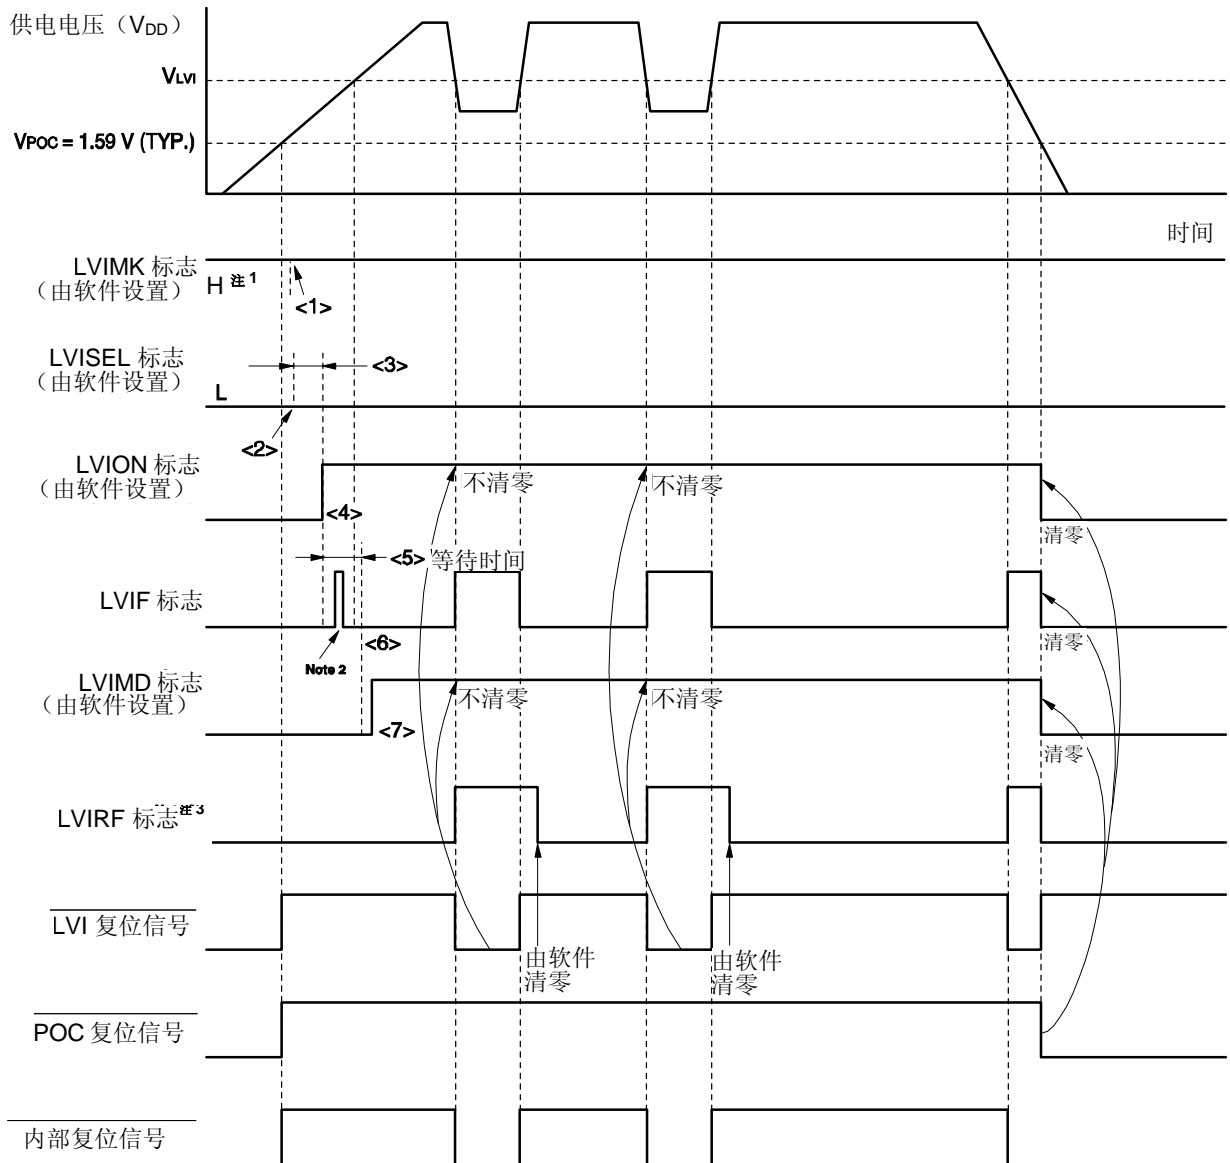 供电电压（VDD）
VLVI
VPOC = 1.59 V (TYP.)
时间
LVIMK 标志
（由软件设置）
H 注 1
<1>
LVISEL 标志
（由软件设置）
<3>
L
<2>
LVION 标志
（由软件设置）
不清零
不清零
<4>
清零
<5> 等待时间
LVIF 标志
<6>
清零
Note 2
LVIMD 标志
（由软件设置）
不清零
不清零
<7>
清零
LVIRF 标志注 3
LVI 复位信号
由软件
清零
由软件
清零
POC 复位信号
内部复位信号